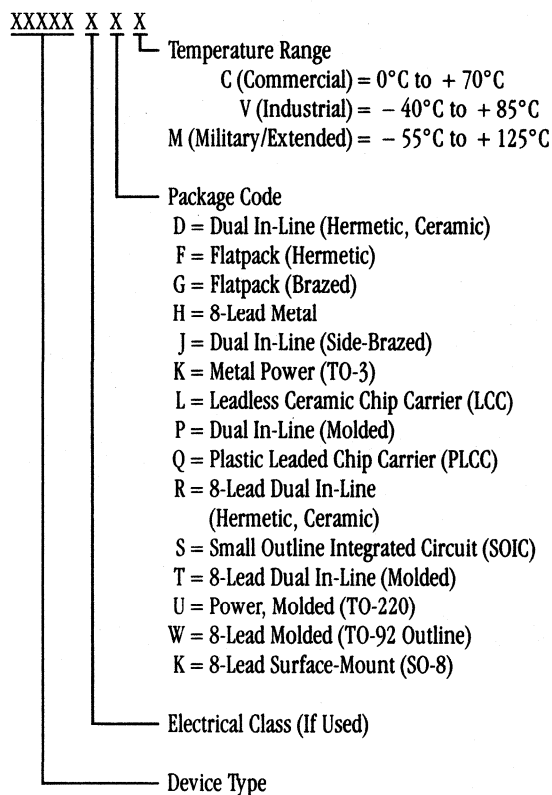 XXXXX X X X
Temperature Range
C (Commercial) = 0°C to + 70°C
V (Industrial) = − 40°C to + 85°C
M (Military/Extended) = − 55°C to + 125°C
Package Code
D = Dual In-Line (Hermetic, Ceramic)
F = Flatpack (Hermetic)
G = Flatpack (Brazed)
H = 8-Lead Metal
J = Dual In-Line (Side-Brazed)
K = Metal Power (TO-3)
L = Leadless Ceramic Chip Carrier (LCC)
P = Dual In-Line (Molded)
Q = Plastic Leaded Chip Carrier (PLCC)
R = 8-Lead Dual In-Line
(Hermetic, Ceramic)
S = Small Outline Integrated Circuit (SOIC)
T = 8-Lead Dual In-Line (Molded)
U = Power, Molded (TO-220)
W = 8-Lead Molded (TO-92 Outline)
K = 8-Lead Surface-Mount (SO-8)
Electrical Class (If Used)
Device Type